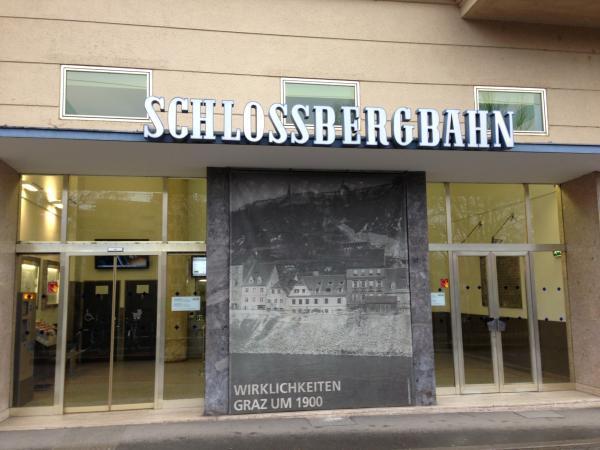 SCHLOSSBERGBAHN
WIRKLICHKEITEN
GRAZ UM 1900